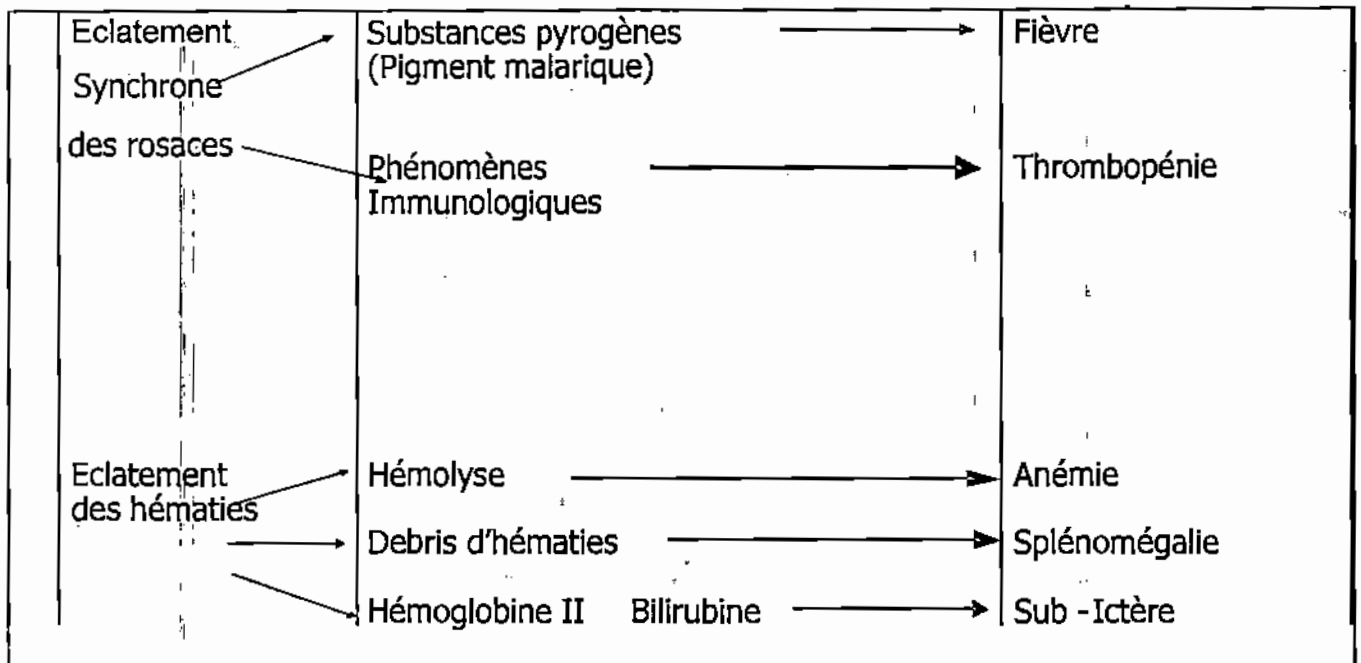 Eclatement Substances pyrogènes Fièvre
Synchrone (Pigment malarique)
des rosaces Phénomènes Thrombopénie
Immunologiques
Eclatement Hémolyse Anémie
des hématies
Debris d'hématies Splénomégalie
Hémoglobine II Bilirubine Sub - Ictère